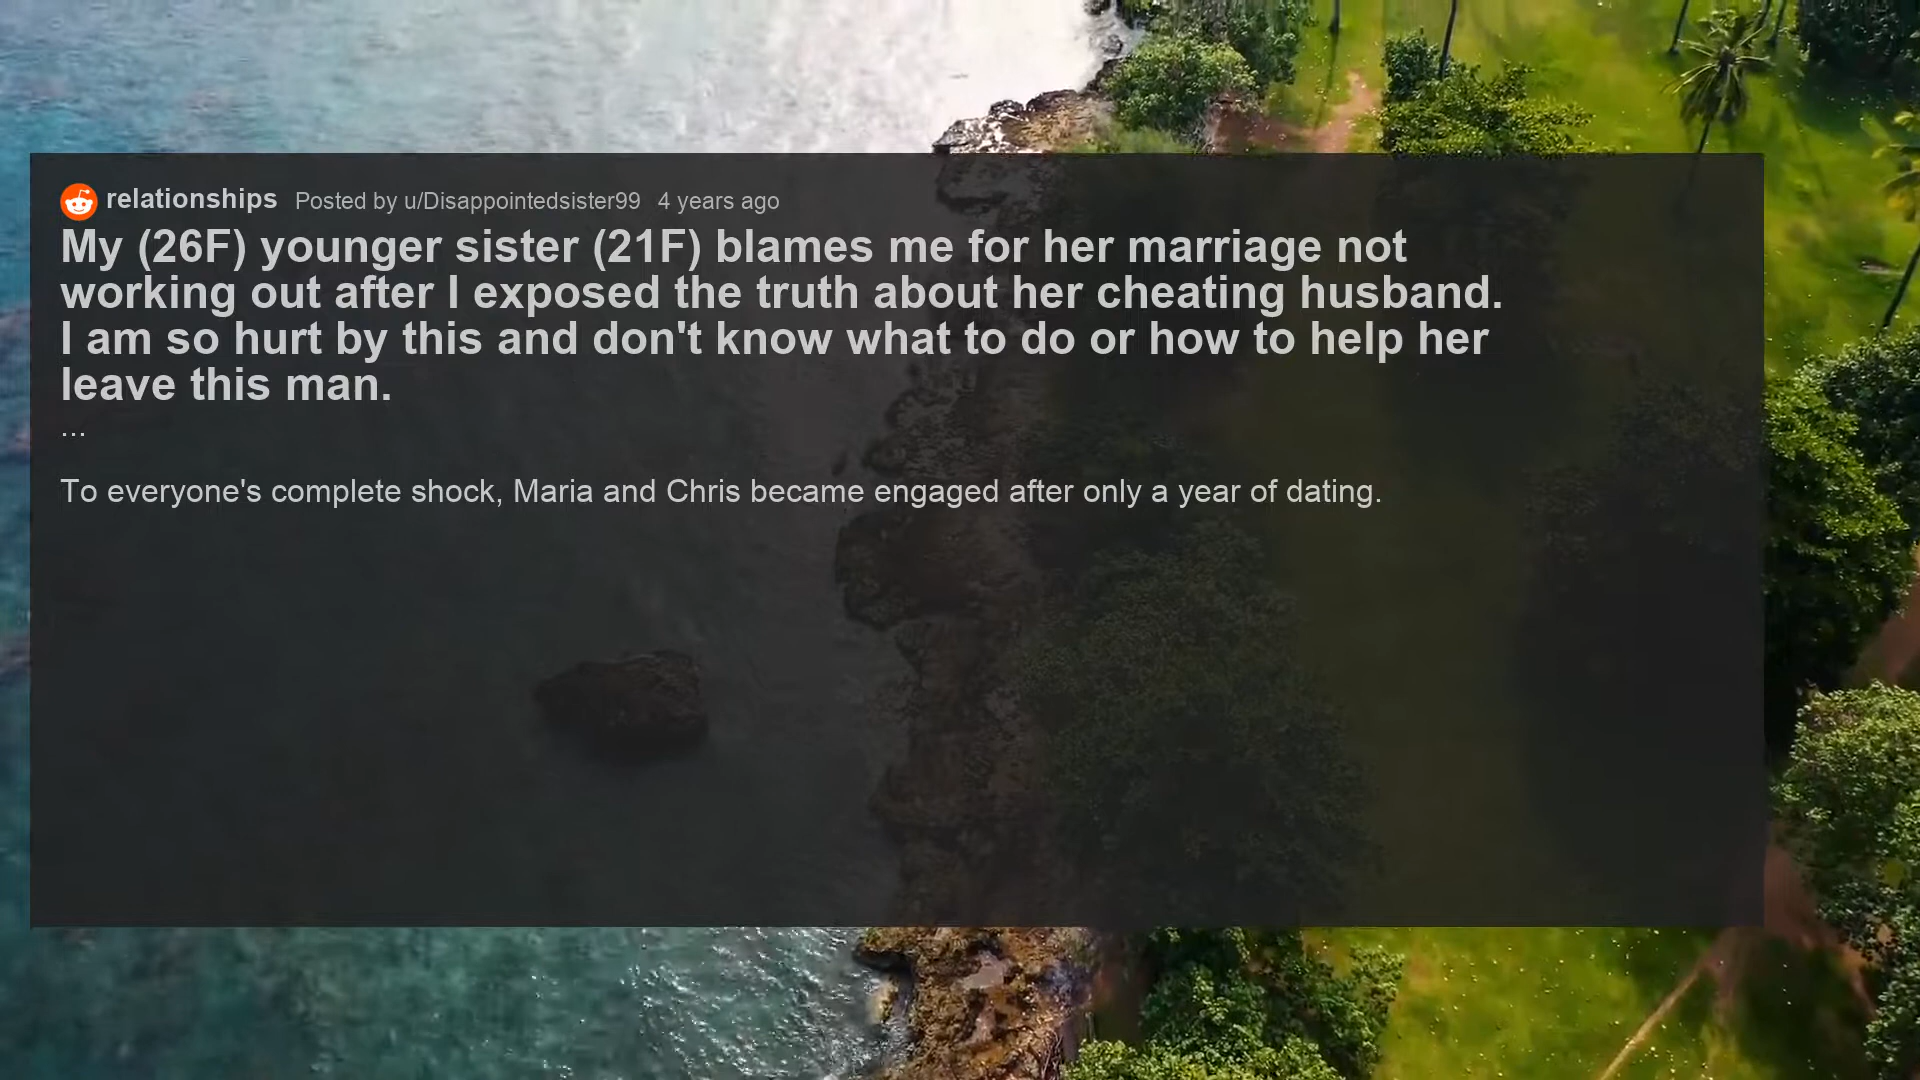 relationships Posted by u/Disappointedsister99 4 years ago
My (26F) younger sister (21F) blames me for her marriage not
working out after I exposed the truth about her cheating husband.
I am so hurt by this and don't know what to do or how to help her
leave this man.
...
To everyone's complete shock, Maria and Chris became engaged after only a year of dating.